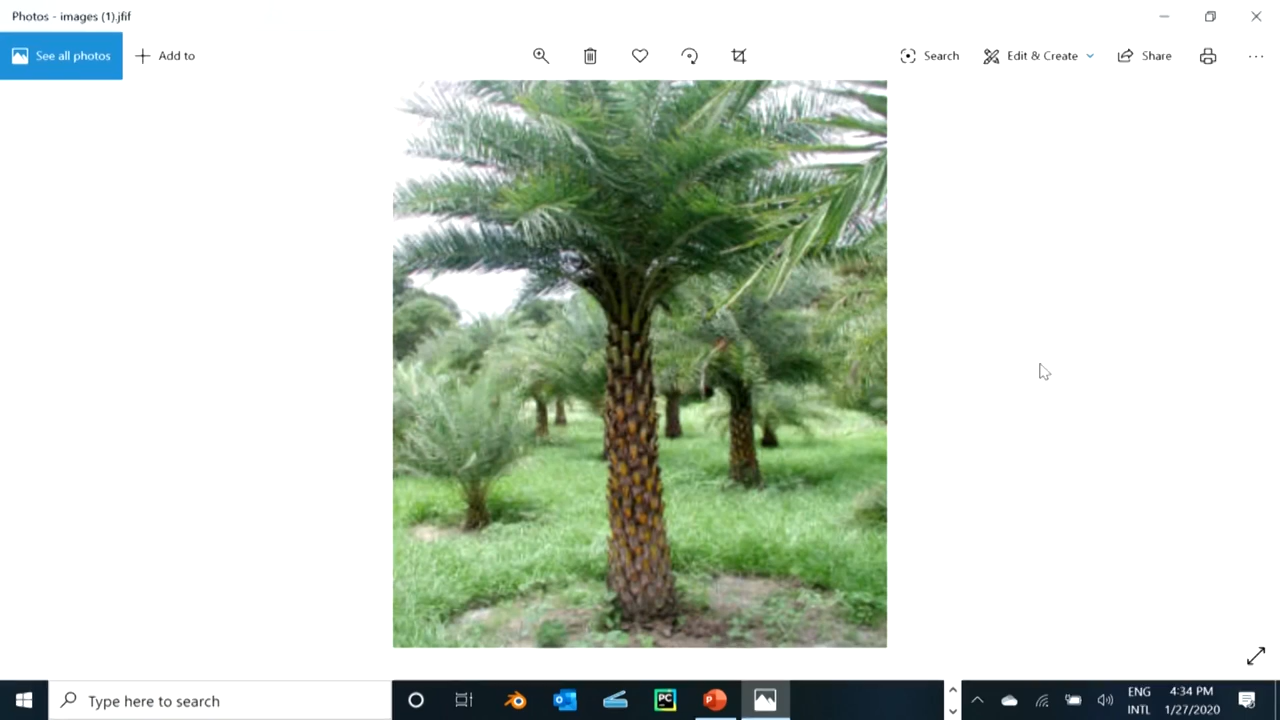 Photos - images (1).jfif
See all photos
Add to
Search
Edit & Create
Share
Type here to search
PC
P
ENG
INTL
4:34 PM
1/27/2020